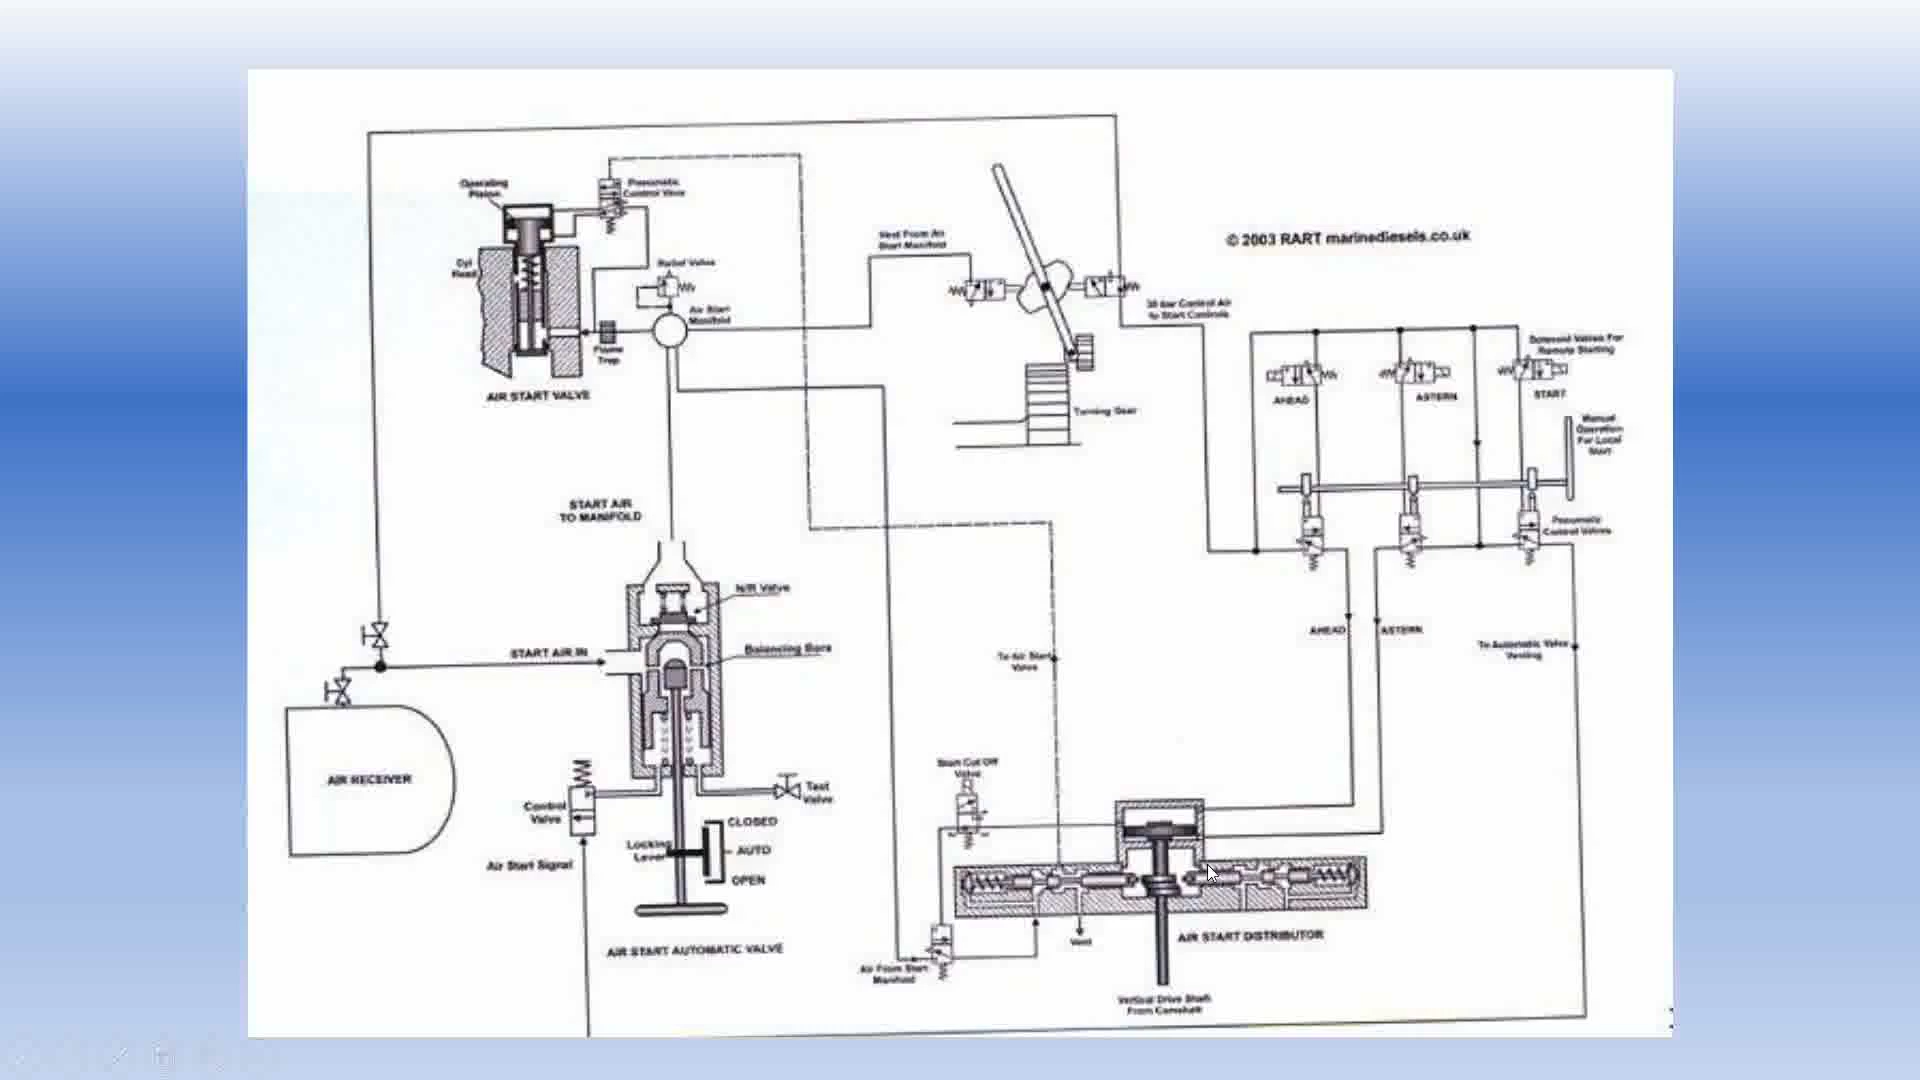 Operating
Piston
Pneumatic
Control Valve
Cyl
Head
Relief Valve
Air Start
Manifold
Flame
Trap
AIR START VALVE
Vent From Air
Start Manifold
© 2003 RART marinediesels.co.uk
30 bar Control Air
to Start Controls
Turning Gear
Solenoid Valves For
Remote Starting
AHEAD
ASTERN
START
Manual
Operation
For Local
Start
Pneumatic
Control Valves
START AIR
TO MANIFOLD
N/R Valve
Balancing Bore
START AIR IN
AHEAD
ASTERN
To Automatic Valve
Venting
To Air Start
Valve
AIR RECEIVER
Control
Valve
Test
Valve
CLOSED
AUTO
OPEN
Locking
Lever
Air Start Signal
AIR START AUTOMATIC VALVE
Start Cut Off
Valve
Vent
AIR START DISTRIBUTOR
Air From Start
Manifold
Vertical Drive Shaft
From Camshaft